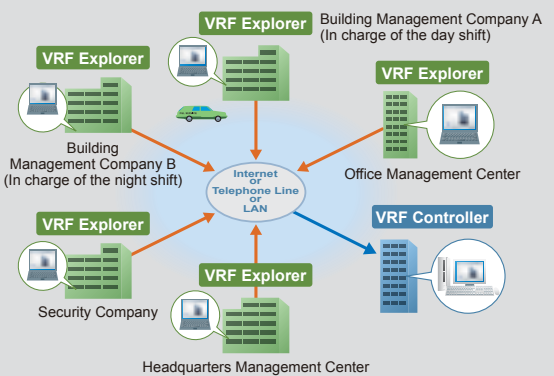 VRF Explorer
Building Management Company A
(In charge of the day shift)
VRF Explorer
Building
Management Company B
(In charge of the night shift)
VRF Explorer
Office Management Center
Internet
or
Telephone Line
or
LAN
VRF Explorer
Security Company
VRF Controller
VRF Explorer
Headquarters Management Center